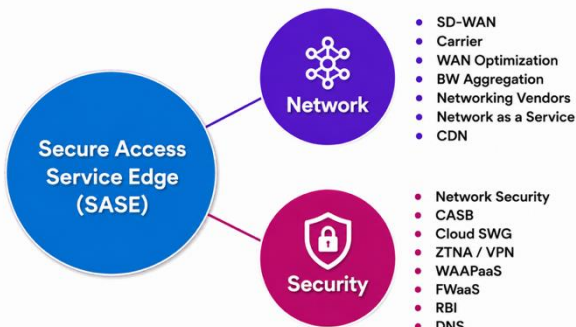 Secure Access
Service Edge
(SASE)
Network
SD-WAN
Carrier
WAN Optimization
BW Aggregation
Networking Vendors
Network as a Service
CDN
Security
Network Security
CASB
Cloud SWG
ZTNA / VPN
WAAPaaS
FWaaS
RBI
DNS